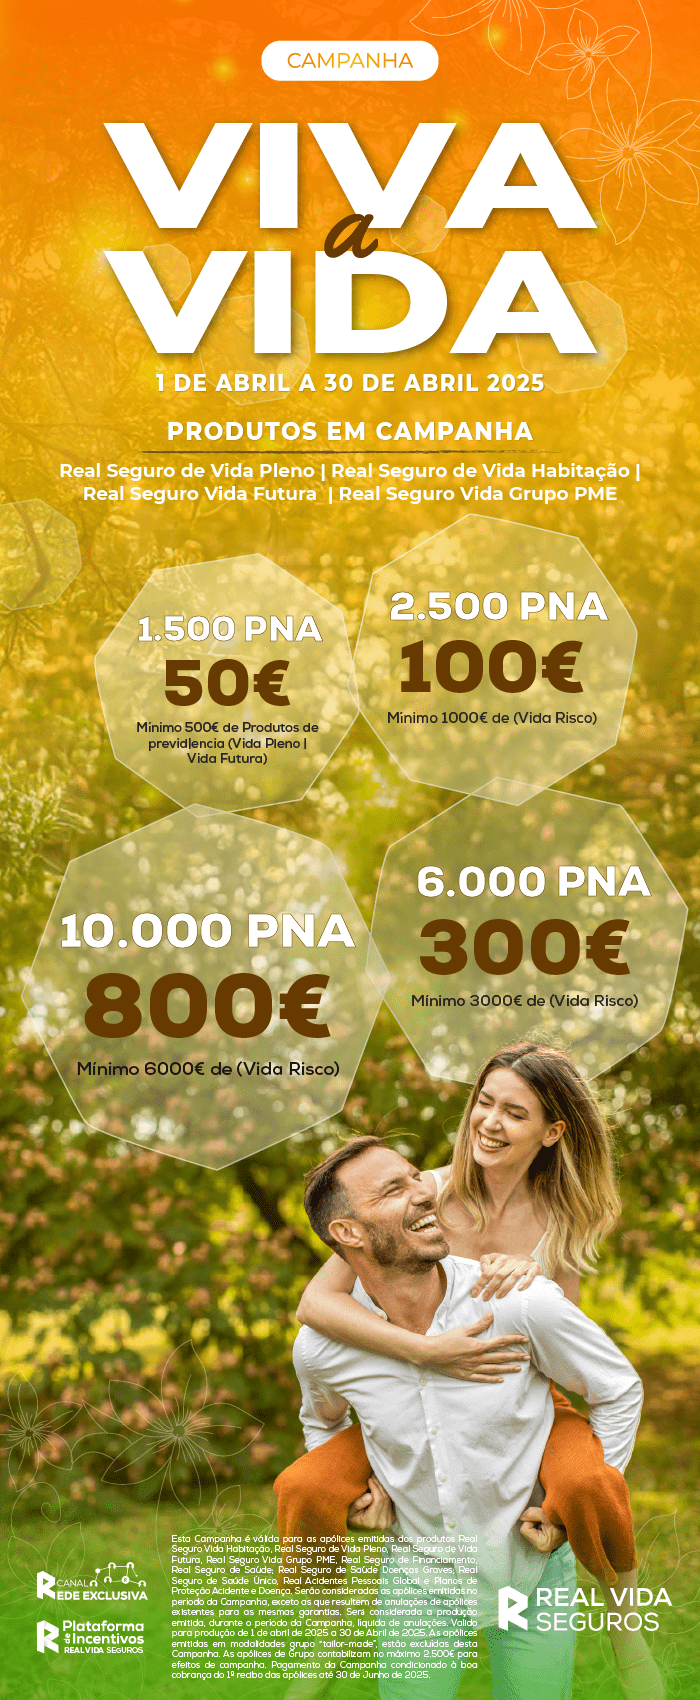 CAMPANHA
VIVA
a
VIDA
1 DE ABRIL A 30 DE ABRIL 2025
PRODUTOS EM CAMPANHA
Real Seguro de Vida Pleno | Real Seguro de Vida Habitação |
Real Seguro Vida Futura | Real Seguro Vida Grupo PME
1.500 PNA
50€
Mínimo 500€ de Produtos de
previd|encia (Vida Pleno |
Vida Futura)
2.500 PNA
100€
Mínimo 1000€ de (Vida Risco)
10.000 PNA
800€
Mínimo 6000€ de (Vida Risco)
6.000 PNA
300€
Mínimo 3000€ de (Vida Risco)
CANAL
REDE EXCLUSIVA
Plataforma
de Incentivos
REAL VIDA SEGUROS
Esta Campanha é válida para as apólices emitidas dos produtos Real
Seguro Vida Habitação, Real Seguro de Vida Pleno, Real Seguro de Vida
Futura, Real Seguro Vida Grupo PME, Real Seguro de Financiamento,
Real Seguro de Saúde; Real Seguro de Saúde Doenças Graves; Real
Seguro de Saúde Único, Real Acidentes Pessoais Global e Planos de
Proteção Acidente e Doença. Serão consideradas as apólices emitidas no
período da Campanha, exceto as que resultem de anulações de apólices
existentes para as mesmas garantias. Será considerada a produção
emitida, durante o período da Campanha, líquida de anulações. Válido
para produção de 1 de abril de 2025 a 30 de Abril de 2025. As apólices
emitidas em modalidades grupo "tailor-made", estão excluídas desta
Campanha. As apólices de Grupo contabilizam no máximo 2.500€ para
efeitos de campanha. Pagamento da Campanha condicionado à boa
cobrança do 1º recibo das apólices até 30 de Junho de 2025.
REAL VIDA
SEGUROS